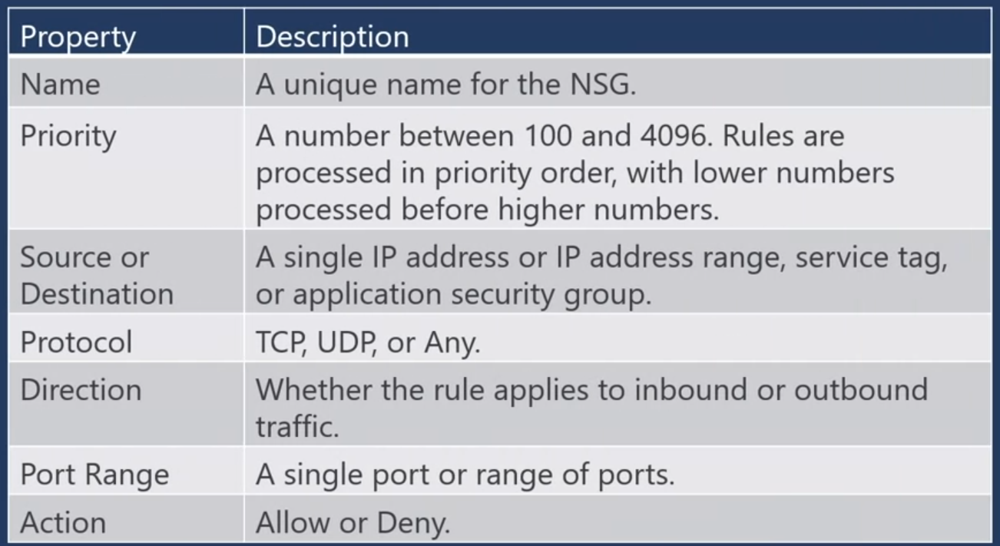 Property Description
Name A unique name for the NSG.
Priority A number between 100 and 4096. Rules are
processed in priority order, with lower numbers
processed before higher numbers.
Source or A single IP address or IP address range, service tag,
Destination or application security group.
Protocol TCP, UDP, or Any.
Direction Whether the rule applies to inbound or outbound
traffic.
Port Range A single port or range of ports.
Action Allow or Deny.